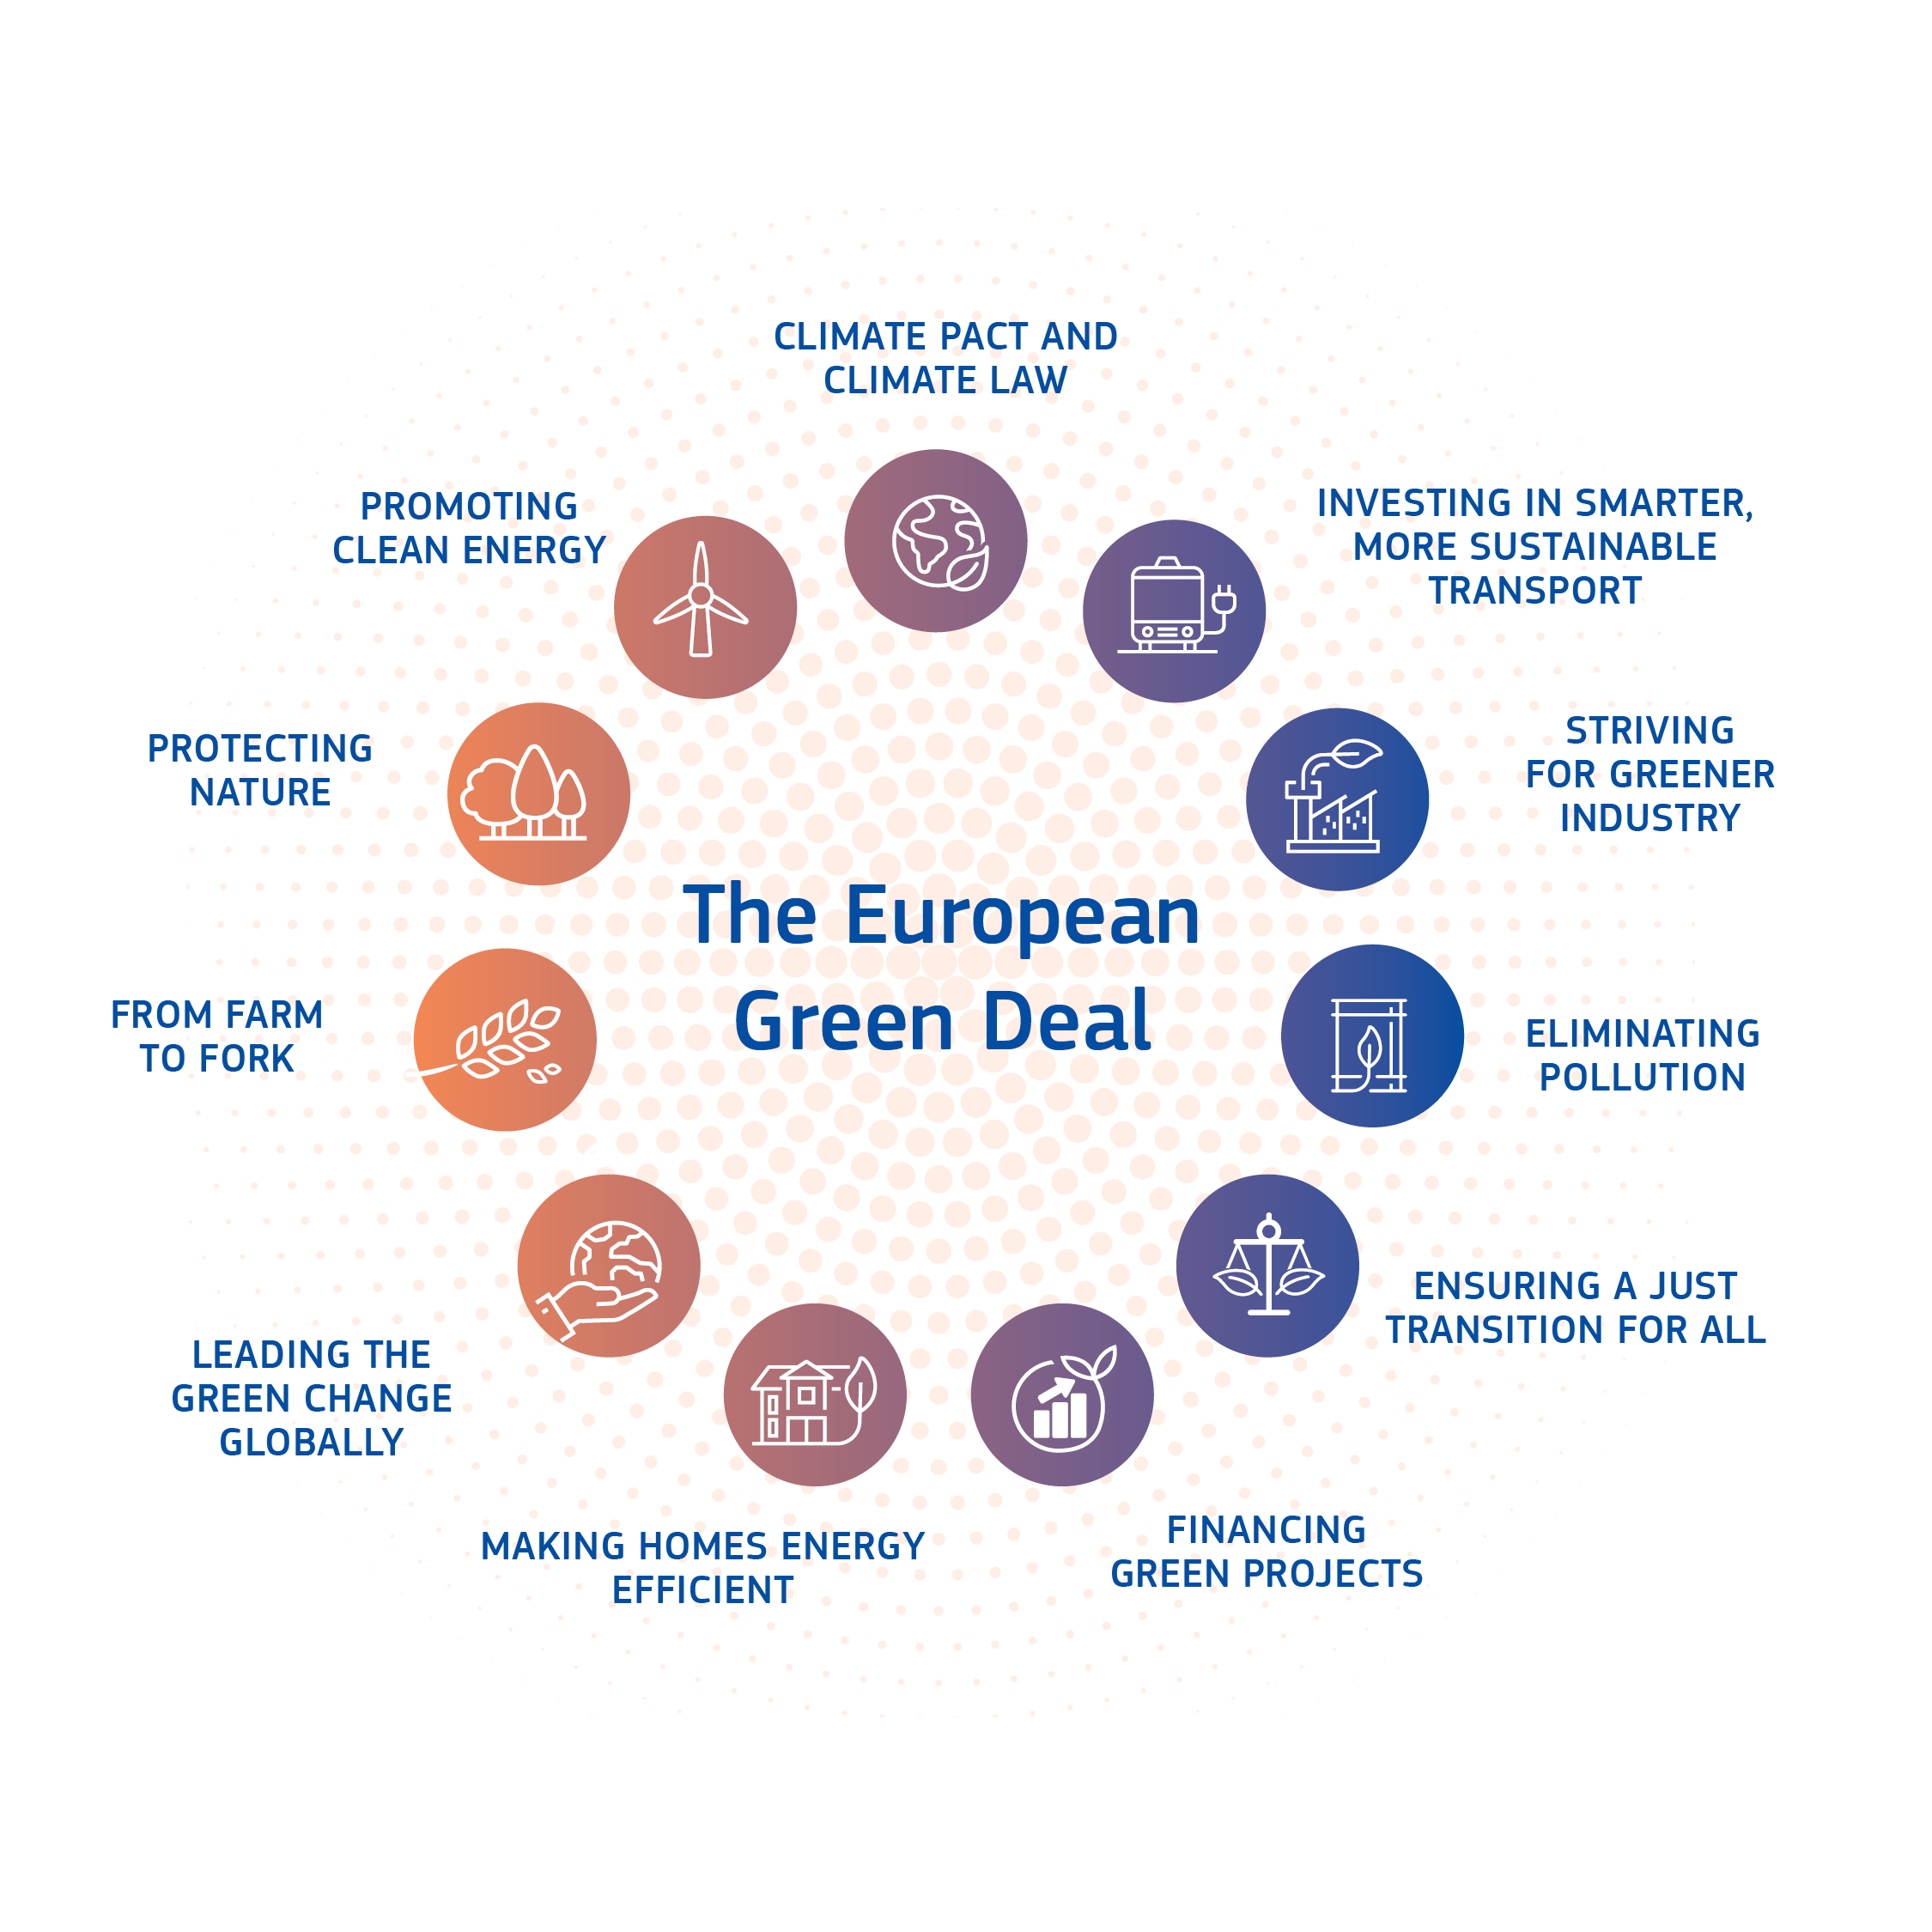 CLIMATE PACT AND
CLIMATE LAW
INVESTING IN SMARTER,
MORE SUSTAINABLE
TRANSPORT
STRIVING
FOR GREENER
INDUSTRY
ELIMINATING
POLLUTION
ENSURING A JUST
TRANSITION FOR ALL
FINANCING
GREEN PROJECTS
MAKING HOMES ENERGY
EFFICIENT
LEADING THE
GREEN CHANGE
GLOBALLY
FROM FARM
TO FORK
PROTECTING
NATURE
PROMOTING
CLEAN ENERGY
The European
Green Deal